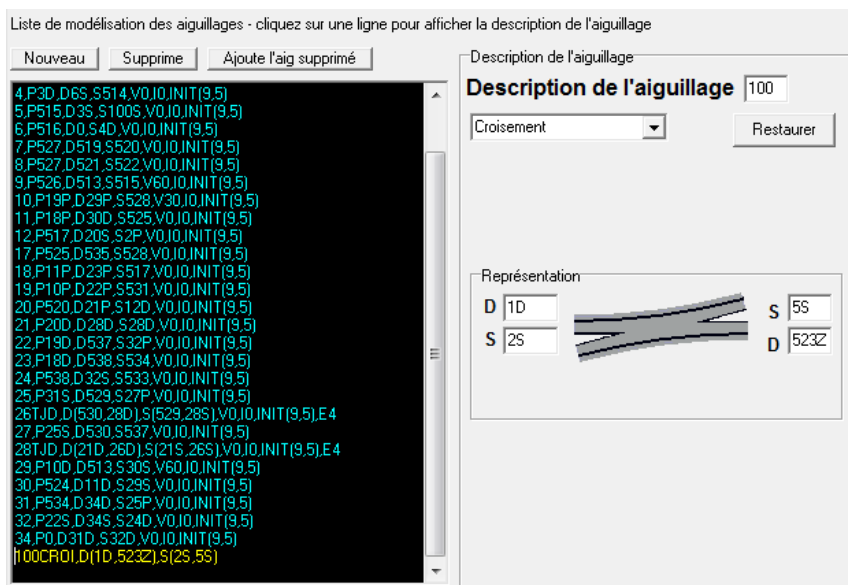 Liste de modélisation des aiguillages - cliquez sur une ligne pour afficher la description de l'aiguillage
Nouveau
Supprime
Ajoute l'aig supprimé
4,P3D,D6S,S514,V0,I0,INIT(9,5)
5,P515,D3S,S100S,V0,I0,INIT(9,5)
6,P516,D0,S4D,V0,I0,INIT(9,5)
7,P527,D519,S520,V0,I0,INIT(9,5)
8,P527,D521,S522,V0,I0,INIT(9,5)
9,P526,D513,S515,V60,I0,INIT(9,5)
10,P19P,D29P,S528,V30,I0,INIT(9,5)
11,P18P,D30D,S525,V0,I0,INIT(9,5)
12,P517,D20S,S2P,V0,I0,INIT(9,5)
17,P525,D535,S528,V0,I0,INIT(9,5)
18,P11P,D23P,S517,V0,I0,INIT(9,5)
19,P10P,D22P,S531,V0,I0,INIT(9,5)
20,P520,D21P,S12D,V0,I0,INIT(9,5)
21,P20D,D28D,S28D,V0,I0,INIT(9,5)
22,P19D,D537,S32P,V0,I0,INIT(9,5)
23,P18D,D538,S534,V0,I0,INIT(9,5)
24,P538,D32S,S533,V0,I0,INIT(9,5)
25,P31S,D529,S27P,V0,I0,INIT(9,5)
26TJD,D(530,28D),S(529,28S),V0,I0,INIT(9,5),E4
27,P25S,D530,S537,V0,I0,INIT(9,5)
28TJD,D(21D,26D),S(21S,26S),V0,I0,INIT(9,5),E4
29,P10D,D513,S30S,V60,I0,INIT(9,5)
30,P524,D11D,S29S,V0,I0,INIT(9,5)
31,P534,D34D,S25P,V0,I0,INIT(9,5)
32,P22S,D34S,S24D,V0,I0,INIT(9,5)
34,P0,D31D,S32D,V0,I0,INIT(9,5)
100CROI,D(1D,523Z),S(2S,5S)
Description de l'aiguillage
Description de l'aiguillage 100
Croisement
Restaurer
Représentation
D 1D
S 5S
S 2S
D 523Z